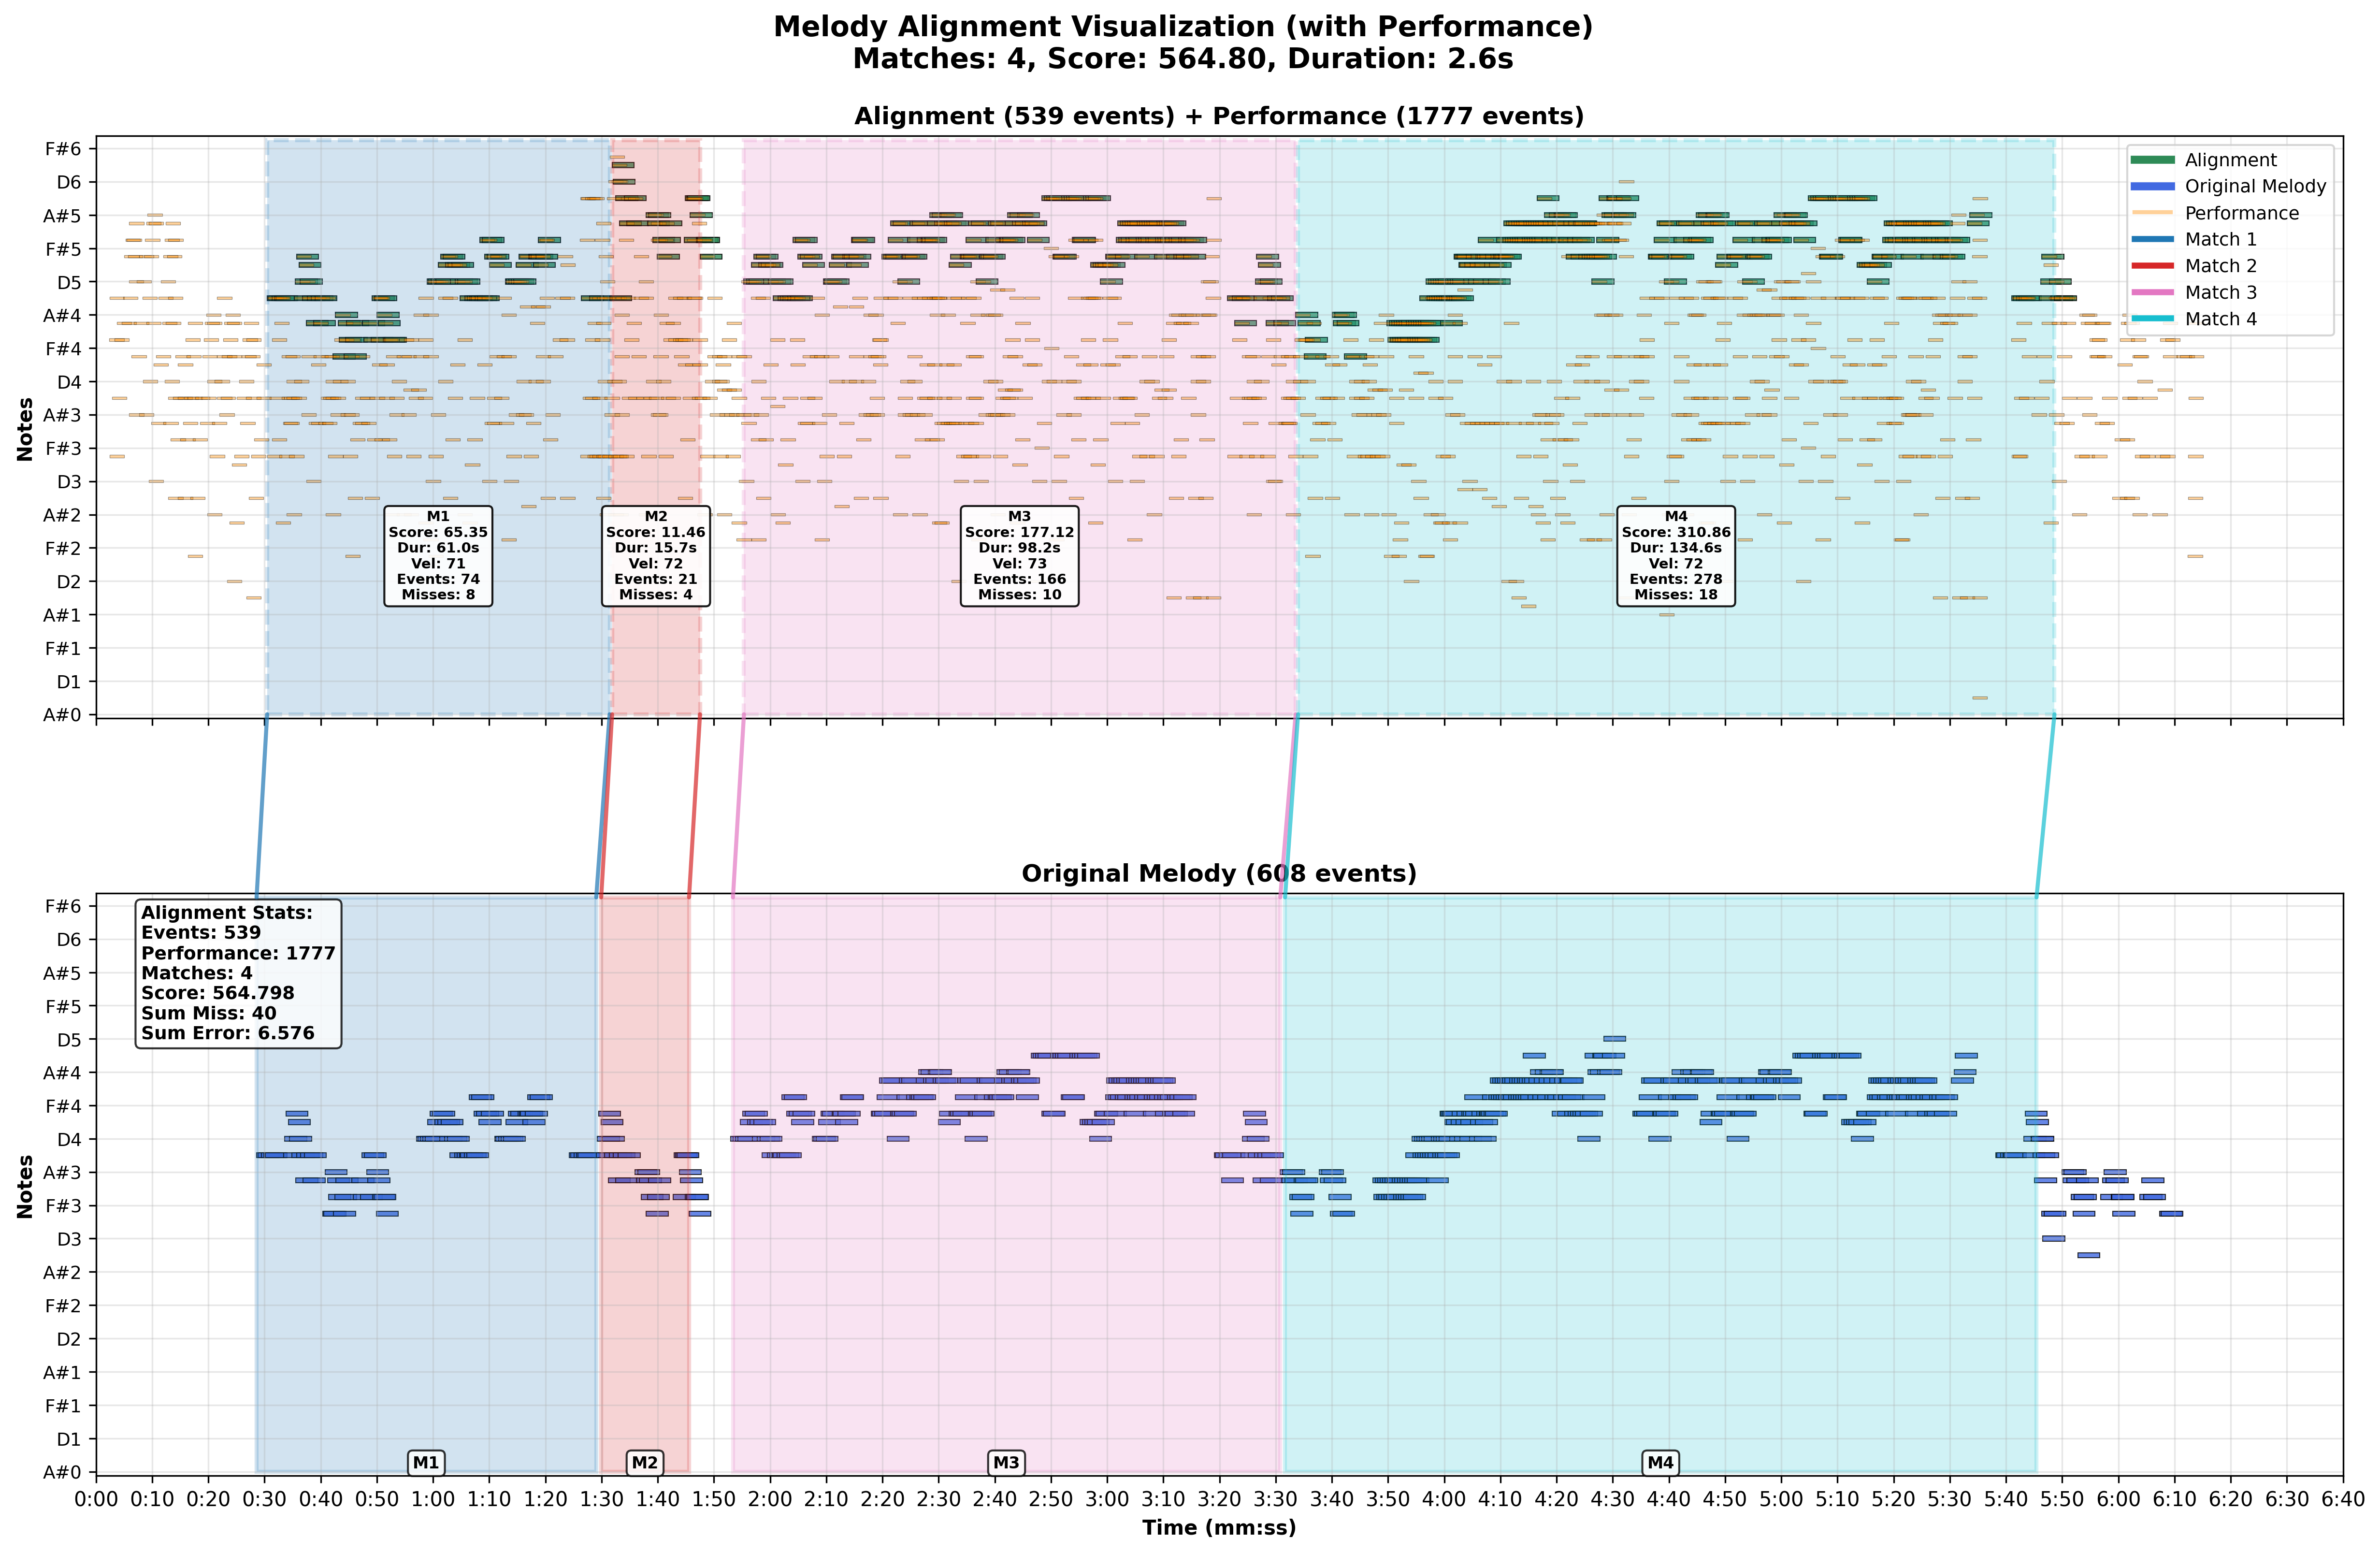 Melody Alignment Visualization (with Performance)
Matches: 4, Score: 564.80, Duration: 2.6s
Alignment (539 events) + Performance (1777 events)
Notes
F#6
D6
A#5
F#5
D5
A#4
F#4
D4
A#3
F#3
D3
A#2
F#2
D2
A#1
F#1
D1
A#0
Alignment
Original Melody
Performance
Match 1
Match 2
Match 3
Match 4
M1
Score: 65.35
Dur: 61.0s
Vel: 71
Events: 74
Misses: 8
M2
Score: 11.46
Dur: 15.7s
Vel: 72
Events: 21
Misses: 4
M3
Score: 177.12
Dur: 98.2s
Vel: 73
Events: 166
Misses: 10
M4
Score: 310.86
Dur: 134.6s
Vel: 72
Events: 278
Misses: 18
Original Melody (608 events)
Notes
F#6
D6
A#5
F#5
D5
A#4
F#4
D4
A#3
F#3
D3
A#2
F#2
D2
A#1
F#1
D1
A#0
Alignment Stats:
Events: 539
Performance: 1777
Matches: 4
Score: 564.798
Sum Miss: 40
Sum Error: 6.576
M1 M2 M3 M4
0:00 0:10 0:20 0:30 0:40 0:50 1:00 1:10 1:20 1:30 1:40 1:50 2:00 2:10 2:20 2:30 2:40 2:50 3:00 3:10 3:20 3:30 3:40 3:50 4:00 4:10 4:20 4:30 4:40 4:50 5:00 5:10 5:20 5:30 5:40 5:50 6:00 6:10 6:20 6:30 6:40
Time (mm:ss)